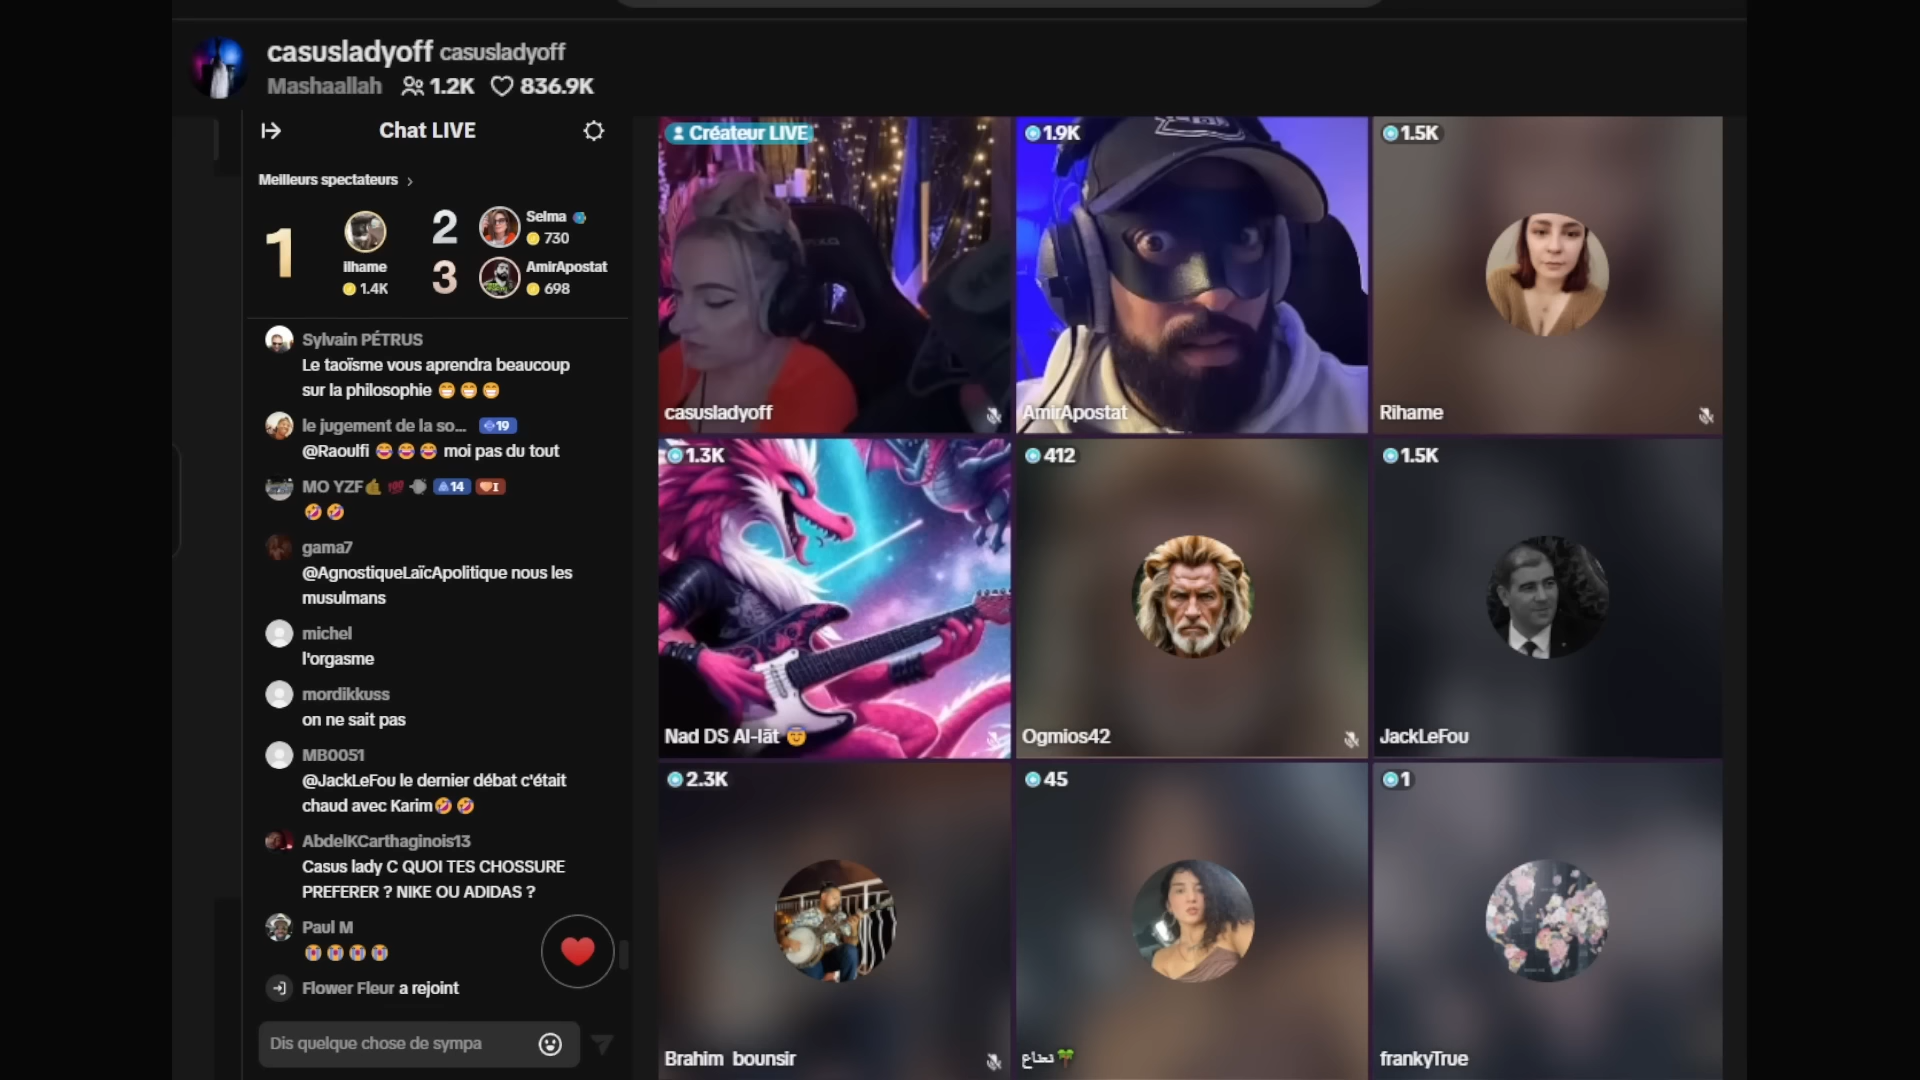 casusladyoff casusladyoff
Mashaallah 1.2K 836.9K
Chat LIVE
Meilleurs spectateurs
1
ilhame
1.4K
2
Selma
730
3
AmirApostat
698
Sylvain PÉTRUS
Le taoïsme vous aprendra beaucoup
sur la philosophie 😁😁😁
le jugement de la so... 19
@Raoulfi 😂😂😂 moi pas du tout
MO YZF🤙💯 14 I
🤣🤣
gama7
@AgnostiqueLaïcApolitique nous les
musulmans
michel
l'orgasme
mordikkuss
on ne sait pas
MB0051
@JackLeFou le dernier débat c'était
chaud avec Karim🤣🤣
AbdelKCarthaginois13
Casus lady C QUOI TES CHOSSURE
PREFERER ? NIKE OU ADIDAS ?
Paul M
😭😭😭😭
Flower Fleur a rejoint
Dis quelque chose de sympa
Créateur LIVE
casusladyoff
1.9K
AmirApostat
1.5K
Rihame
1.3K
Nad DS Al-lāt 😇
412
Ogmios42
1.5K
JackLeFou
2.3K
Brahim bounsir
45
نعناع🌴
1
frankyTrue